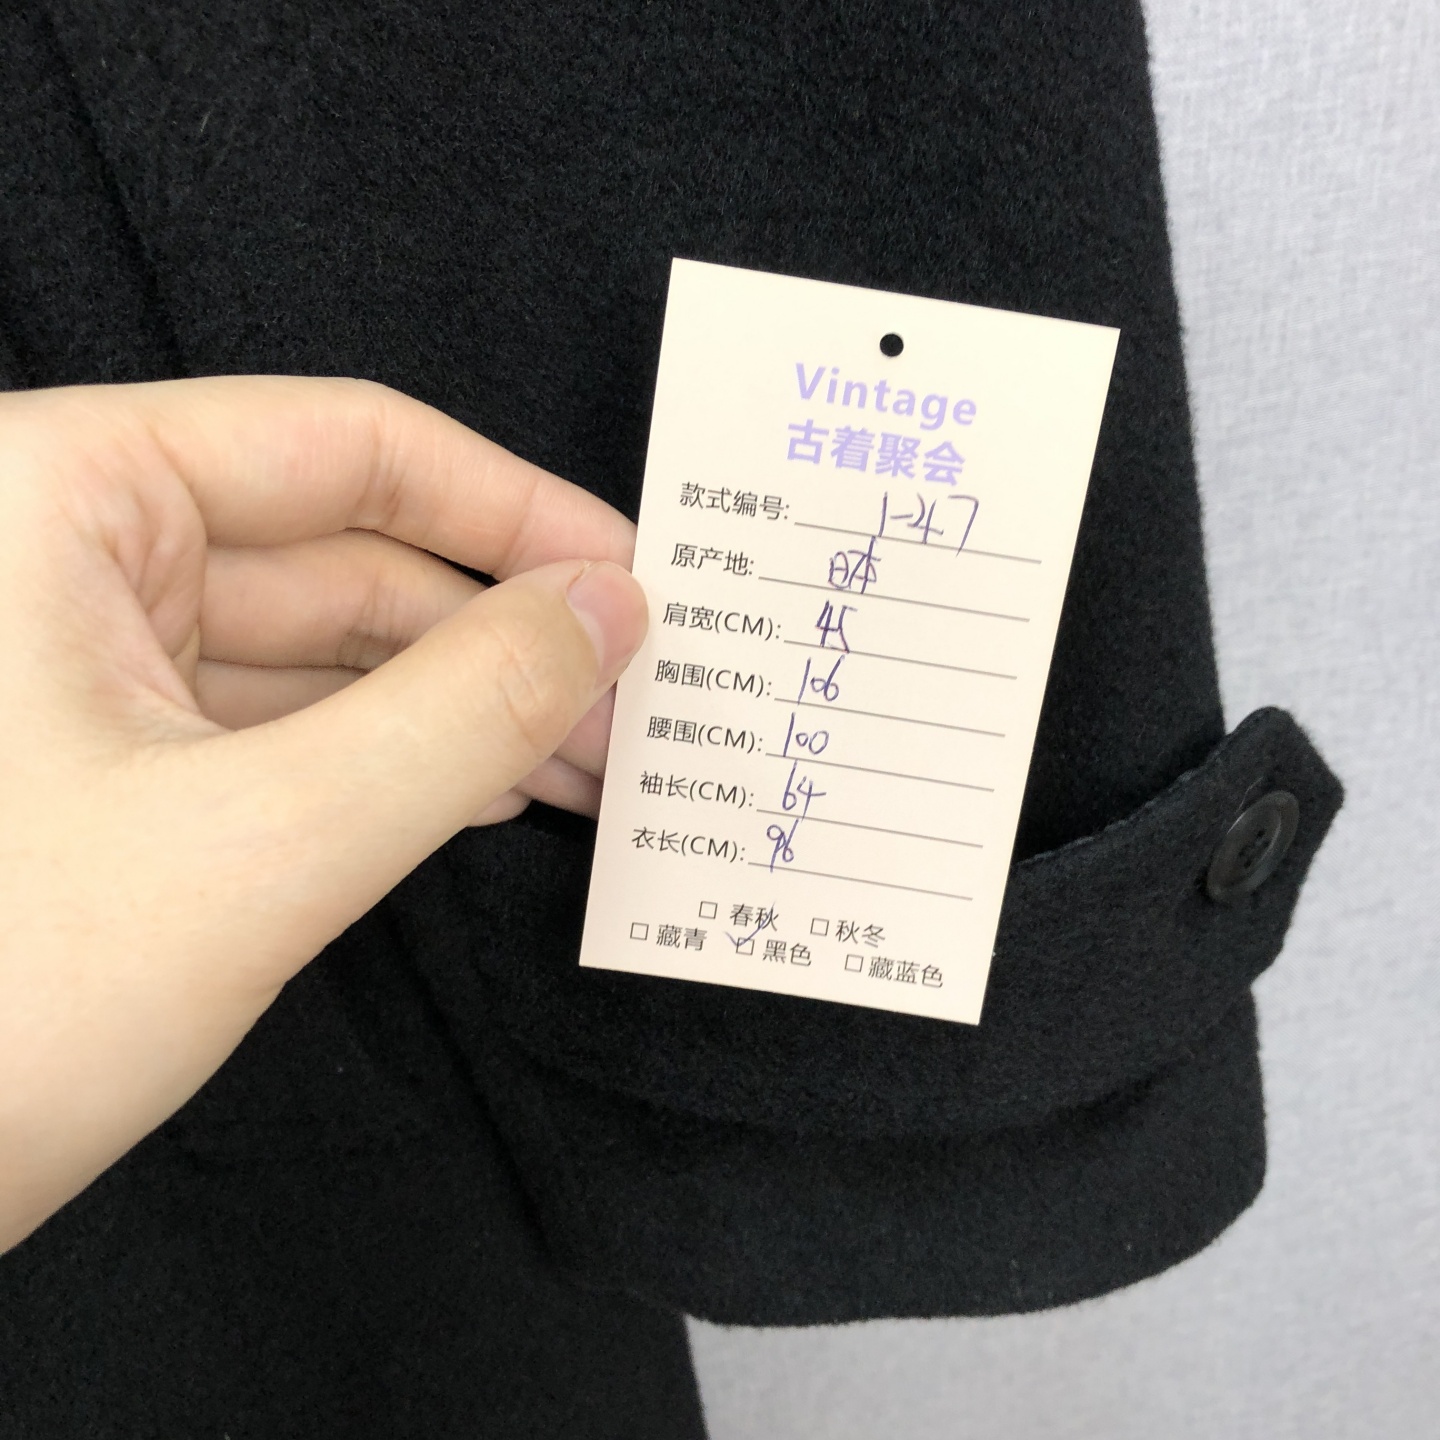 Vintage
古着聚会
款式编号: 1-47
原产地: 日本
肩宽(CM): 45
胸围(CM): 106
腰围(CM): 100
袖长(CM): 64
衣长(CM): 96
□ 春秋 □ 秋冬
□ 藏青 ☑ 黑色 □ 藏蓝色